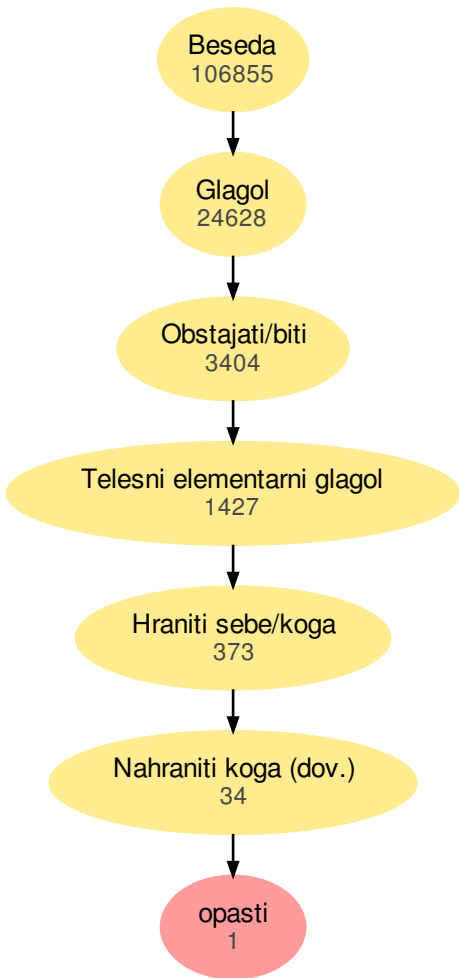 Beseda
106855
Glagol
24628
Obstajati/biti
3404
Telesni elementarni glagol
1427
Hraniti sebe/koga
373
Nahraniti koga (dov.)
34
opasti
1